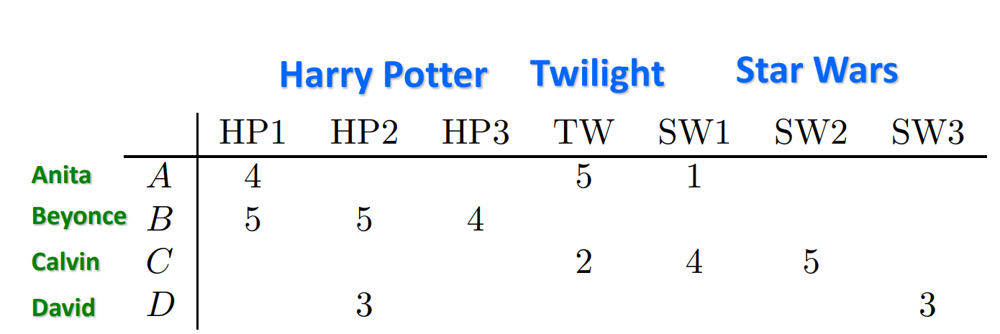 Harry Potter Twilight Star Wars
HP1 HP2 HP3 TW SW1 SW2 SW3
Anita A 4 5 1
Beyonce B 5 5 4
Calvin C 2 4 5
David D 3 3